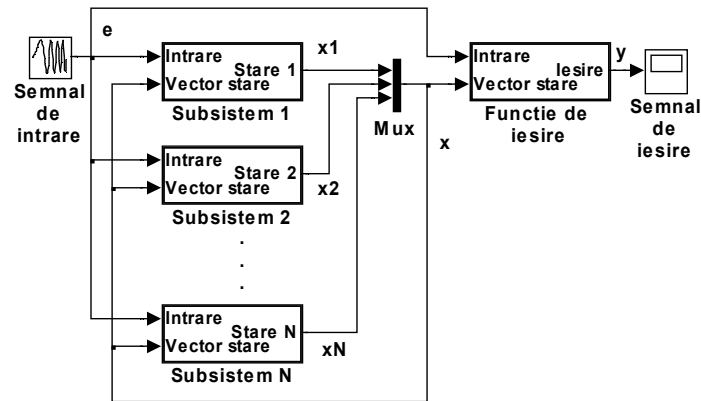 e
x1
Intrare
Vector stare
Stare 1
Subsistem 1
Semnal
de
intrare
Mux
x
Intrare
Vector stare
Iesire
Functie de
iesire
y
Semnal
de
iesire
Intrare
Vector stare
Stare 2
Subsistem 2
x2
.
.
.
Intrare
Vector stare
Stare N
Subsistem N
xN